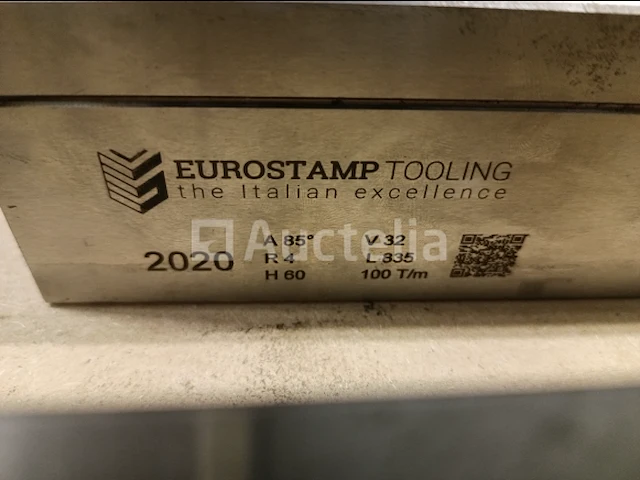 EUROSTAMP TOOLING
the Italian excellence
Auctelia
2020
A 85° V 32
R 4 L 835
H 60 100 T/m